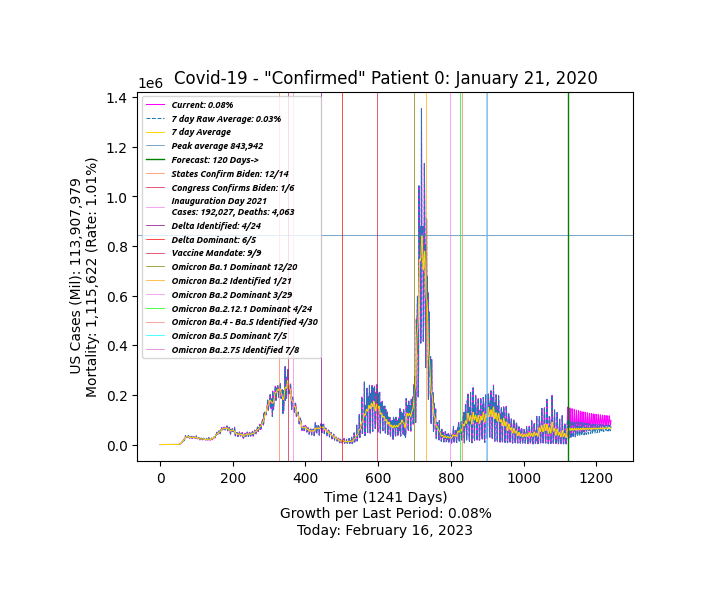 Covid-19 - "Confirmed" Patient 0: January 21, 2020
1e6
1.4
1.2
1.0
0.8
0.6
0.4
0.2
0.0
US Cases (Mil): 113,907,979
Mortality: 1,115,622 (Rate: 1.01%)
Current: 0.08%
7 day Raw Average: 0.03%
7 day Average
Peak average 843,942
Forecast: 120 Days->
States Confirm Biden: 12/14
Congress Confirms Biden: 1/6
Inauguration Day 2021
Cases: 192,027, Deaths: 4,063
Delta Identified: 4/24
Delta Dominant: 6/5
Vaccine Mandate: 9/9
Omicron Ba.1 Dominant 12/20
Omicron Ba.2 Identified 1/21
Omicron Ba.2 Dominant 3/29
Omicron Ba.2.12.1 Dominant 4/24
Omicron Ba.4 - Ba.5 Identified 4/30
Omicron Ba.5 Dominant 7/5
Omicron Ba.2.75 Identified 7/8
0 200 400 600 800 1000 1200
Time (1241 Days)
Growth per Last Period: 0.08%
Today: February 16, 2023